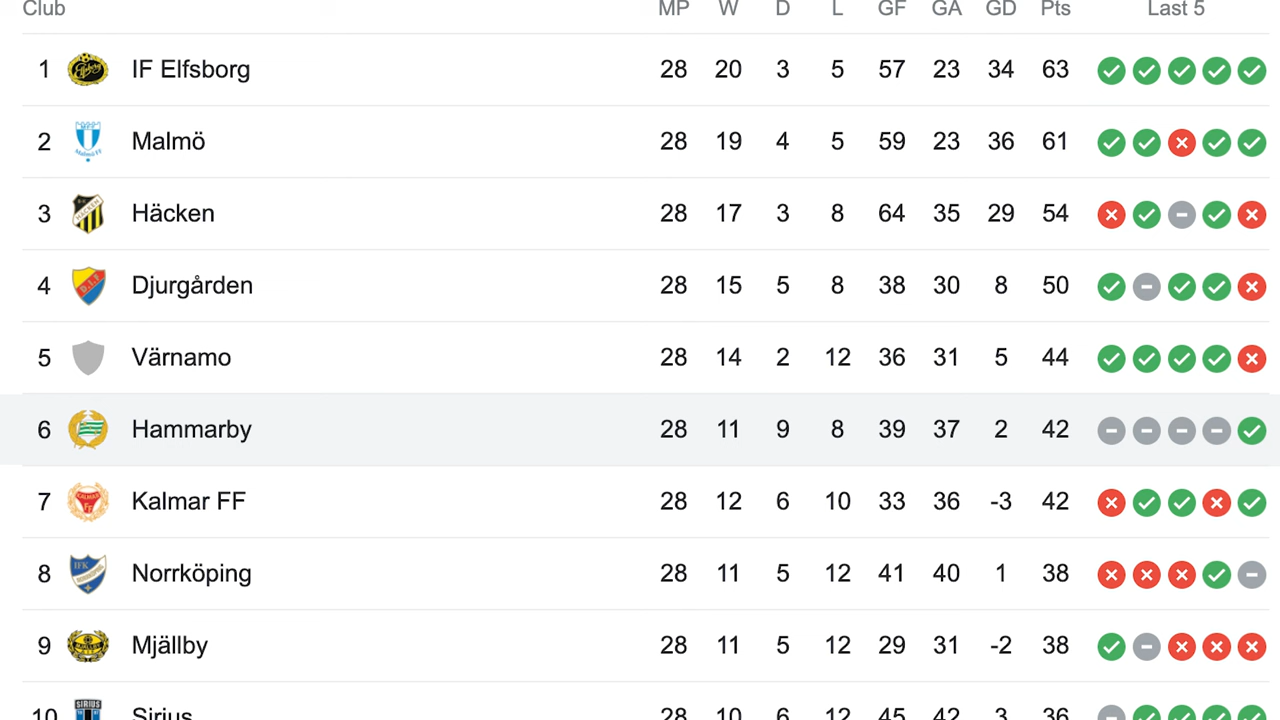 Club MP W D L GF GA GD Pts Last 5
1 IF Elfsborg 28 20 3 5 57 23 34 63
2 Malmö 28 19 4 5 59 23 36 61
3 Häcken 28 17 3 8 64 35 29 54
4 Djurgården 28 15 5 8 38 30 8 50
5 Värnamo 28 14 2 12 36 31 5 44
6 Hammarby 28 11 9 8 39 37 2 42
7 Kalmar FF 28 12 6 10 33 36 -3 42
8 Norrköping 28 11 5 12 41 40 1 38
9 Mjällby 28 11 5 12 29 31 -2 38
SIRIUS
10 Sirius 28 10 6 12 45 42 3 36